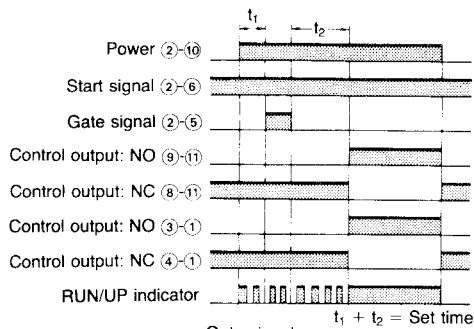 t₁ t₂
Power ②-⑩
Start signal ②-⑥
Gate signal ②-⑤
Control output: NO ⑨-⑪
Control output: NC ⑧-⑪
Control output: NO ③-①
Control output: NC ④-①
RUN/UP indicator
t₁ + t₂ = Set time